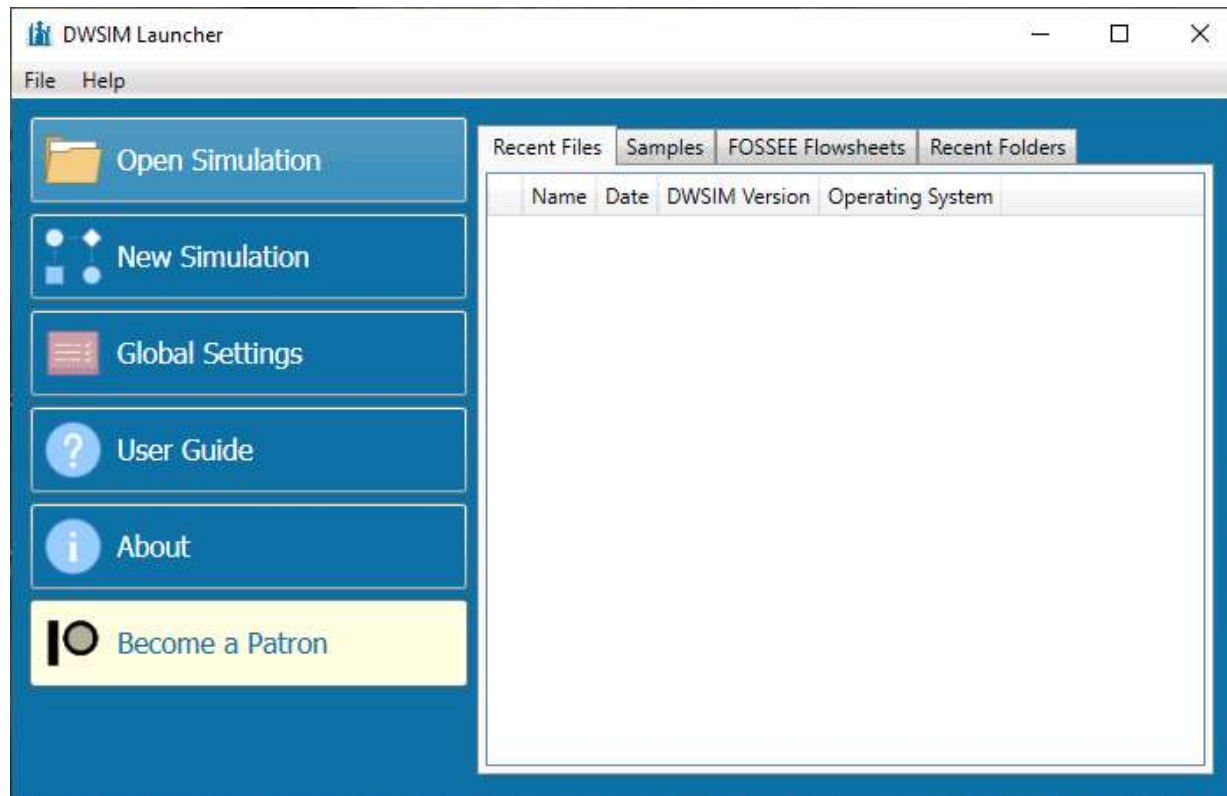 DWSIM Launcher
File Help
Open Simulation
New Simulation
Global Settings
User Guide
About
Become a Patron
Recent Files Samples FOSSEE Flowsheets Recent Folders
Name Date DWSIM Version Operating System